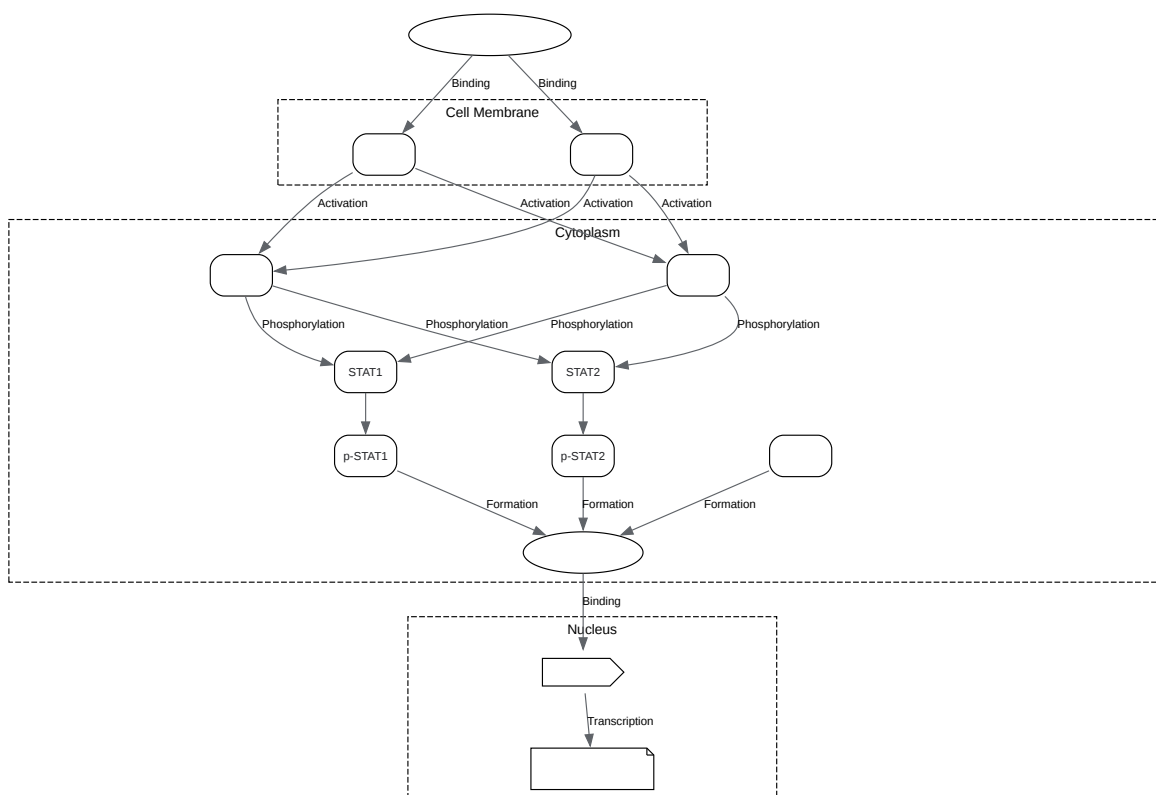 Binding
Binding
Cell Membrane
Activation
Activation
Activation
Activation
Cytoplasm
Phosphorylation
Phosphorylation
Phosphorylation
Phosphorylation
STAT1
STAT2
p-STAT1
p-STAT2
Formation
Formation
Formation
Binding
Nucleus
Transcription